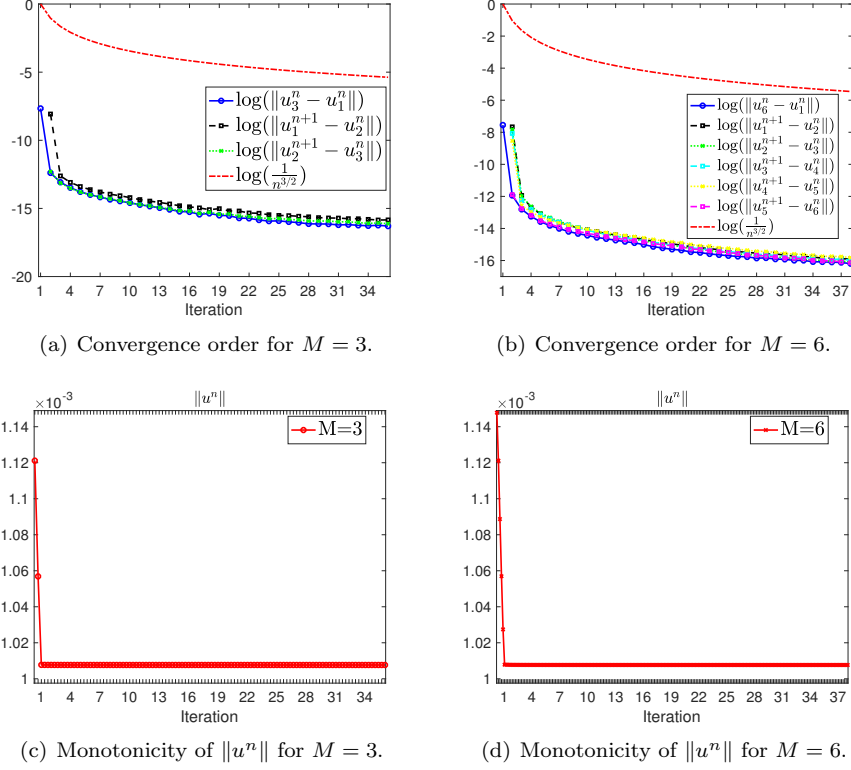 0
-5
-10
-15
-20
log(‖u₃ⁿ − u₁ⁿ‖)
log(‖u₁ⁿ⁺¹ − u₂ⁿ‖)
log(‖u₂ⁿ⁺¹ − u₃ⁿ‖)
log(1/n^{3/2})
1 4 7 10 13 16 19 22 25 28 31 34
Iteration
(a) Convergence order for M = 3.
0
-2
-4
-6
-8
-10
-12
-14
-16
log(‖u₆ⁿ − u₁ⁿ‖)
log(‖u₁ⁿ⁺¹ − u₂ⁿ‖)
log(‖u₂ⁿ⁺¹ − u₃ⁿ‖)
log(‖u₃ⁿ⁺¹ − u₄ⁿ‖)
log(‖u₄ⁿ⁺¹ − u₅ⁿ‖)
log(‖u₅ⁿ⁺¹ − u₆ⁿ‖)
log(1/n^{3/2})
1 4 7 10 13 16 19 22 25 28 31 34 37
Iteration
(b) Convergence order for M = 6.
×10⁻³
‖uⁿ‖
M=3
1.14
1.12
1.1
1.08
1.06
1.04
1.02
1
1 4 7 10 13 16 19 22 25 28 31 34
Iteration
(c) Monotonicity of ‖uⁿ‖ for M = 3.
×10⁻³
‖uⁿ‖
M=6
1.14
1.12
1.1
1.08
1.06
1.04
1.02
1
1 4 7 10 13 16 19 22 25 28 31 34 37
Iteration
(d) Monotonicity of ‖uⁿ‖ for M = 6.